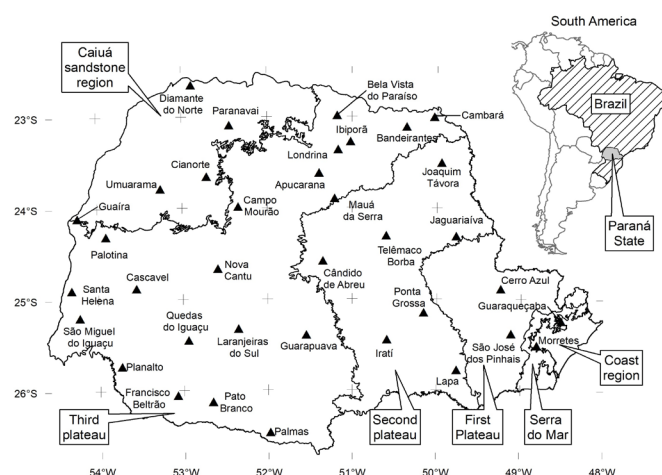 South America
Brazil
Paraná
State
Caiuá
sandstone
region
Diamante
do Norte
Paranavai
Bela Vista
do Paraíso
Cambará
Ibiporã
Bandeirantes
Londrina
Cianorte
Umuarama
Apucarana
Joaquim
Távora
Guaíra
Campo
Mourão
Mauá
da Serra
Jaguariaíva
Palotina
Telêmaco
Borba
Cascavel
Nova
Cantu
Cândido
de Abreu
Cerro Azul
Santa
Helena
Ponta
Grossa
Guaraqueçaba
São Miguel
do Iguaçu
Quedas
do Iguaçu
Laranjeiras
do Sul
Guarapuava
Iratí
São José
dos Pinhais
Morretes
Planalto
Lapa
Coast
region
Francisco
Beltrão
Pato
Branco
Palmas
Third
plateau
Second
plateau
First
Plateau
Serra
do Mar
23°S
24°S
25°S
26°S
54°W
53°W
52°W
51°W
50°W
49°W
48°W